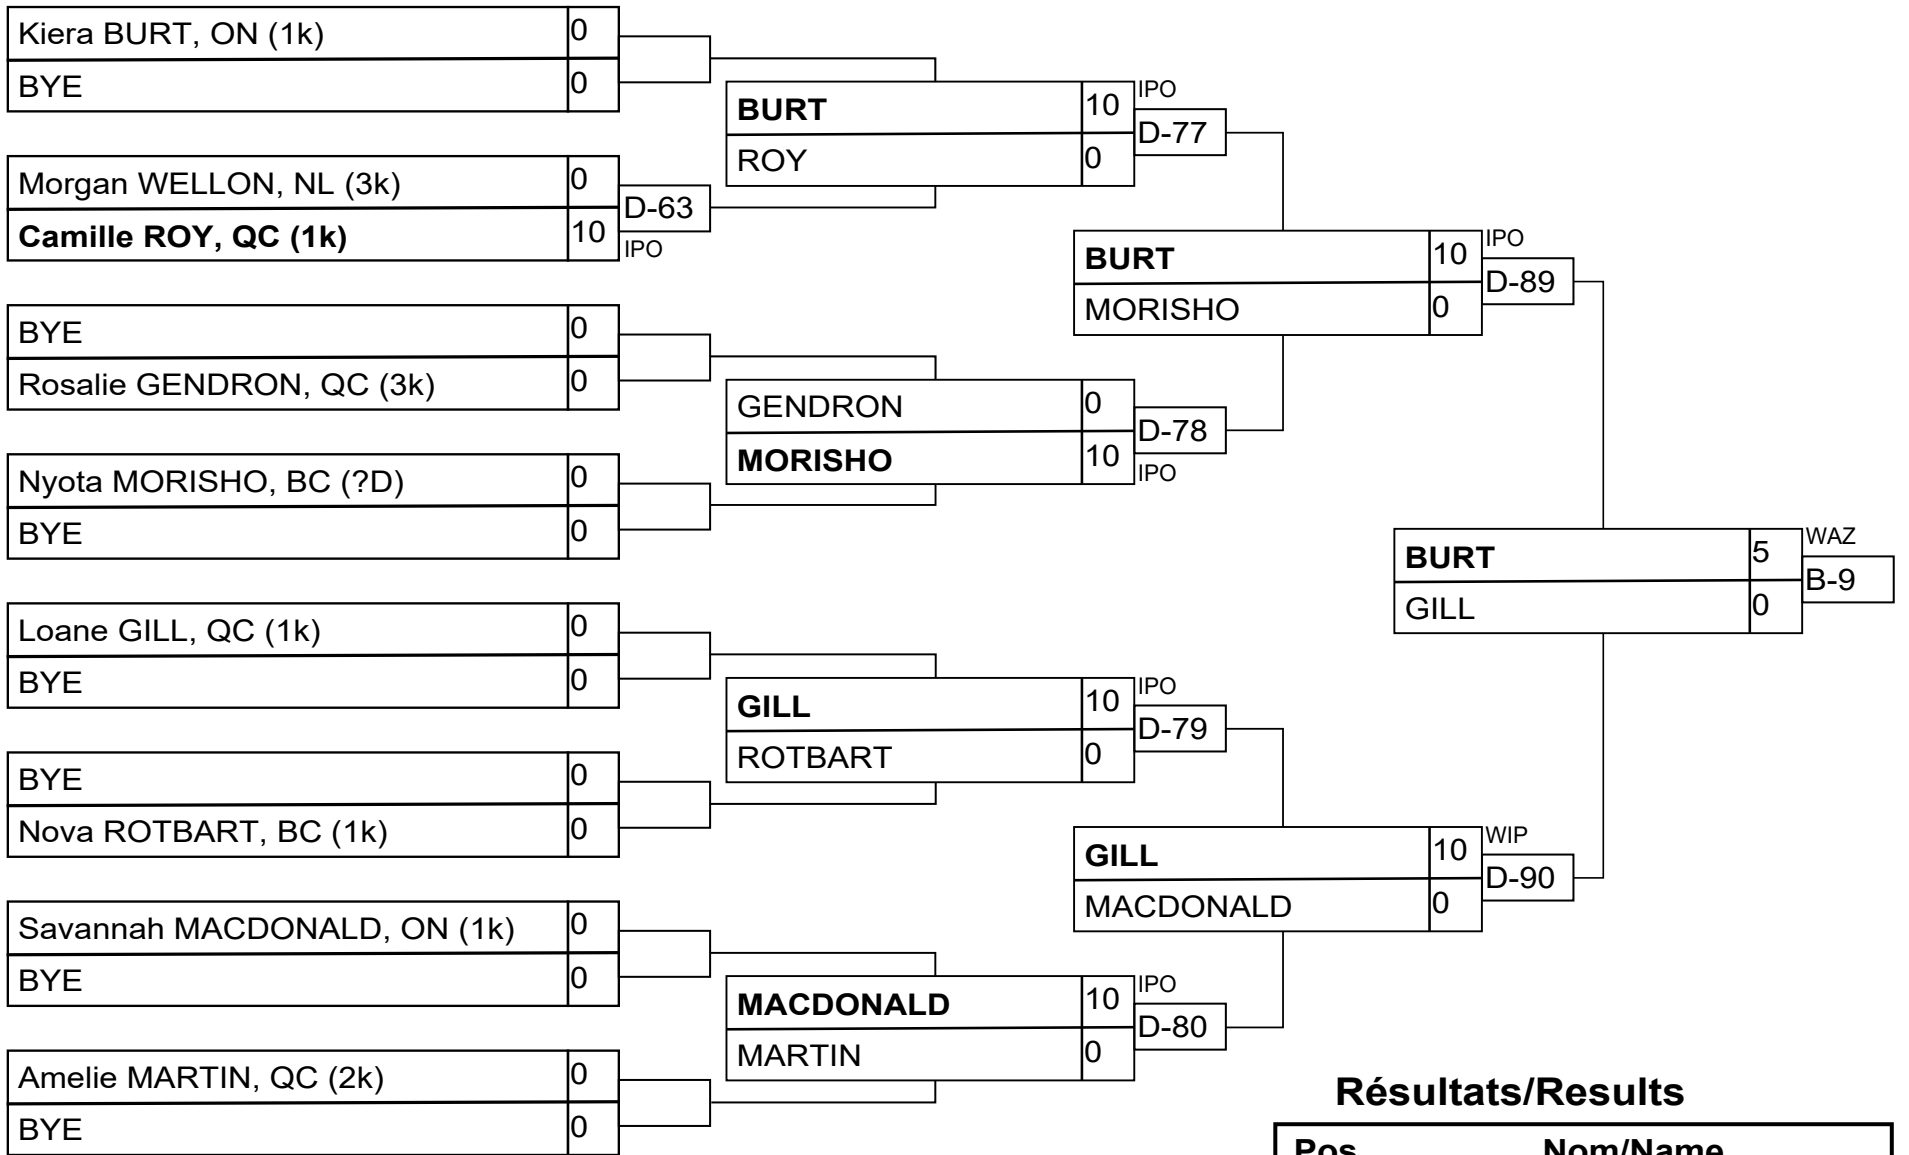 Kiera BURT, ON (1k) 0
BYE 0
Morgan WELLON, NL (3k) 0
Camille ROY, QC (1k) 10
D-63
IPO
BYE 0
Rosalie GENDRON, QC (3k) 0
Nyota MORISHO, BC (?D) 0
BYE 0
Loane GILL, QC (1k) 0
BYE 0
BYE 0
Nova ROTBART, BC (1k) 0
Savannah MACDONALD, ON (1k) 0
BYE 0
Amelie MARTIN, QC (2k) 0
BYE 0
BURT 10 IPO
ROY 0
D-77
GENDRON 0
MORISHO 10
D-78
IPO
GILL 10 IPO
ROTBART 0
D-79
MACDONALD 10 IPO
MARTIN 0
D-80
BURT 10 IPO
MORISHO 0
D-89
GILL 10 WIP
MACDONALD 0
D-90
BURT 5 WAZ
GILL 0
B-9
Résultats/Results
Pos Nom/Name